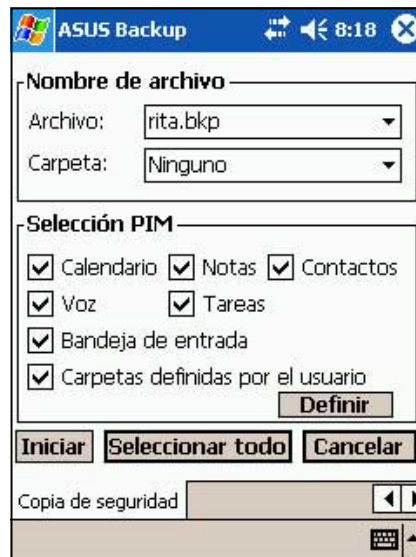 ASUS Backup 8:18
Nombre de archivo
Archivo: rita.bkp
Carpeta: Ninguno
Selección PIM
Calendario Notas Contactos
Voz Tareas
Bandeja de entrada
Carpetas definidas por el usuario
Definir
Iniciar Seleccionar todo Cancelar
Copia de seguridad